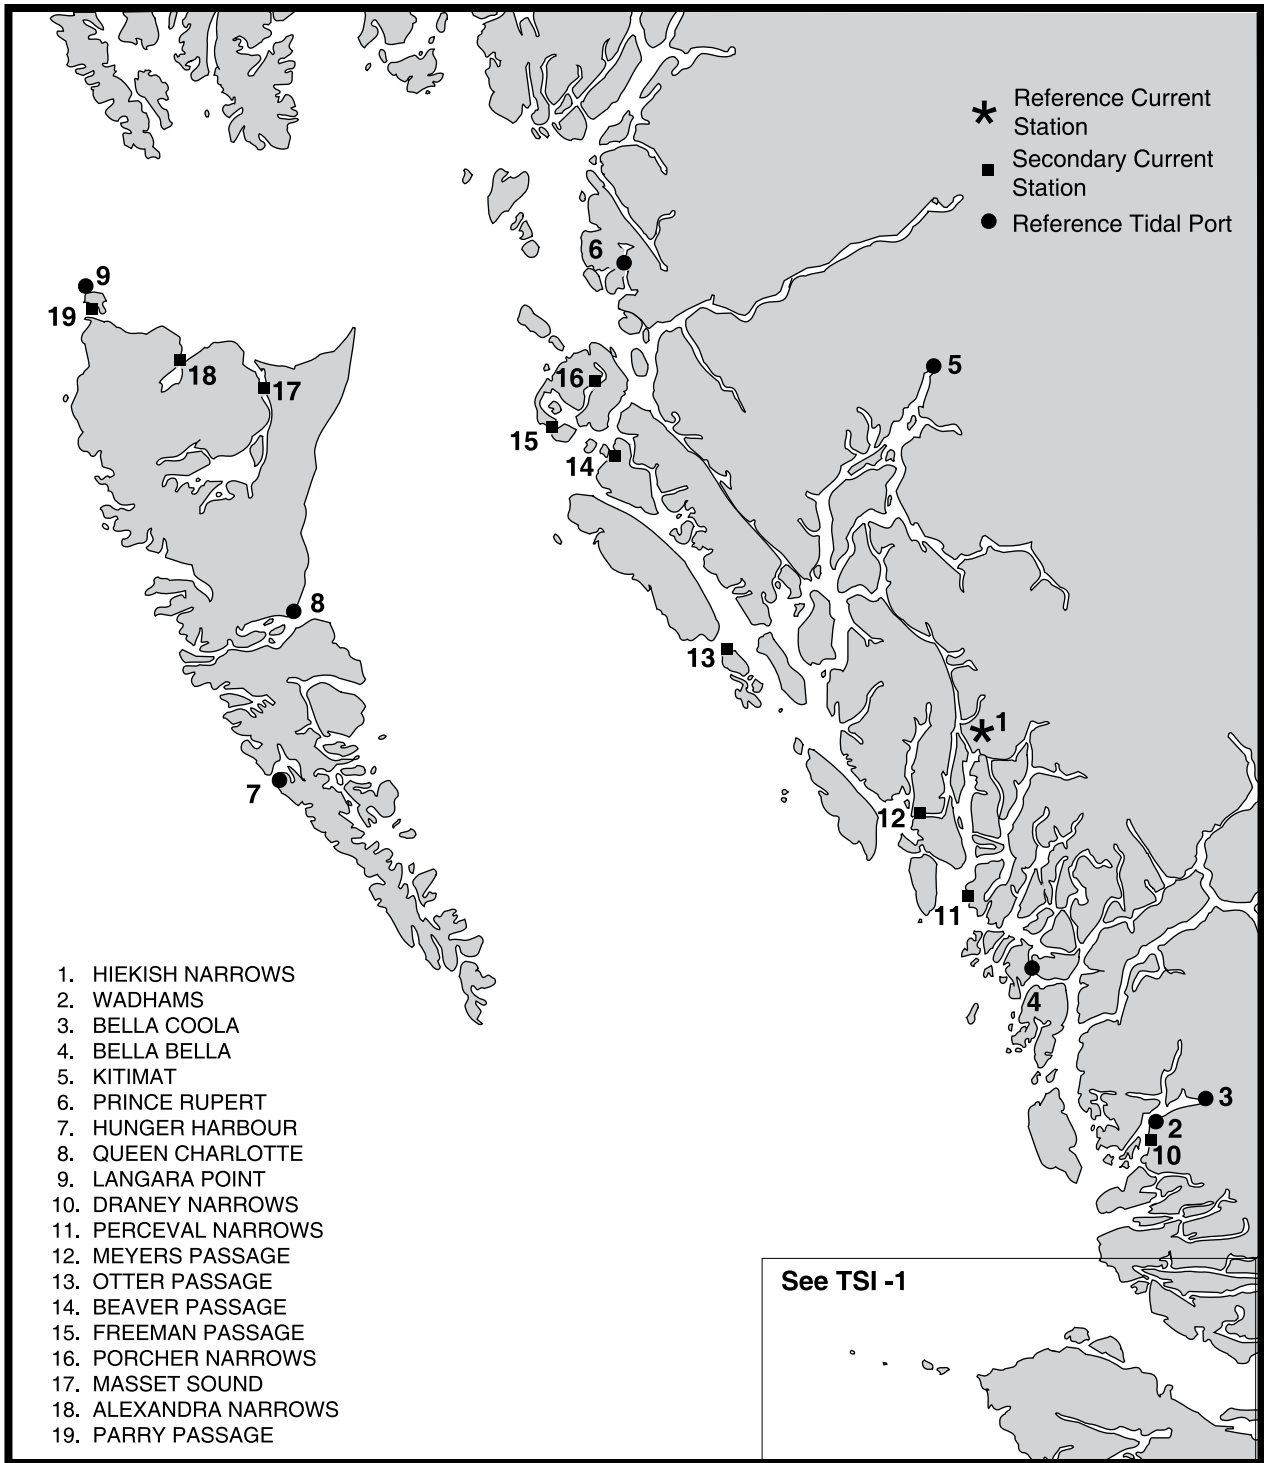 Reference Current
Station
Secondary Current
Station
Reference Tidal Port
6
9
19
18
17
5
16
15
14
8
13
1
7
12
11
4
3
2
10
1. HIEKISH NARROWS
2. WADHAMS
3. BELLA COOLA
4. BELLA BELLA
5. KITIMAT
6. PRINCE RUPERT
7. HUNGER HARBOUR
8. QUEEN CHARLOTTE
9. LANGARA POINT
10. DRANEY NARROWS
11. PERCEVAL NARROWS
12. MEYERS PASSAGE
13. OTTER PASSAGE
14. BEAVER PASSAGE
15. FREEMAN PASSAGE
16. PORCHER NARROWS
17. MASSET SOUND
18. ALEXANDRA NARROWS
19. PARRY PASSAGE
See TSI -1